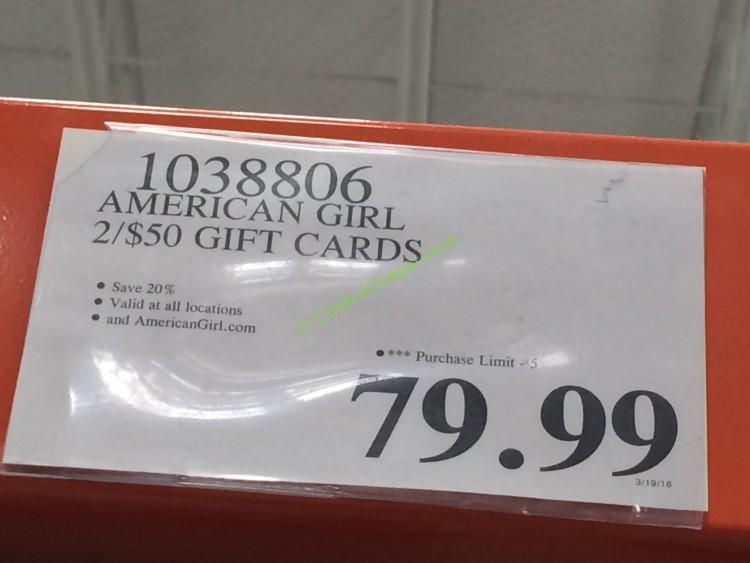 1038806
AMERICAN GIRL
2/$50 GIFT CARDS
• Save 20%
• Valid at all locations
• and AmericanGirl.com
• *** Purchase Limit - 5
79.99
3/19/16